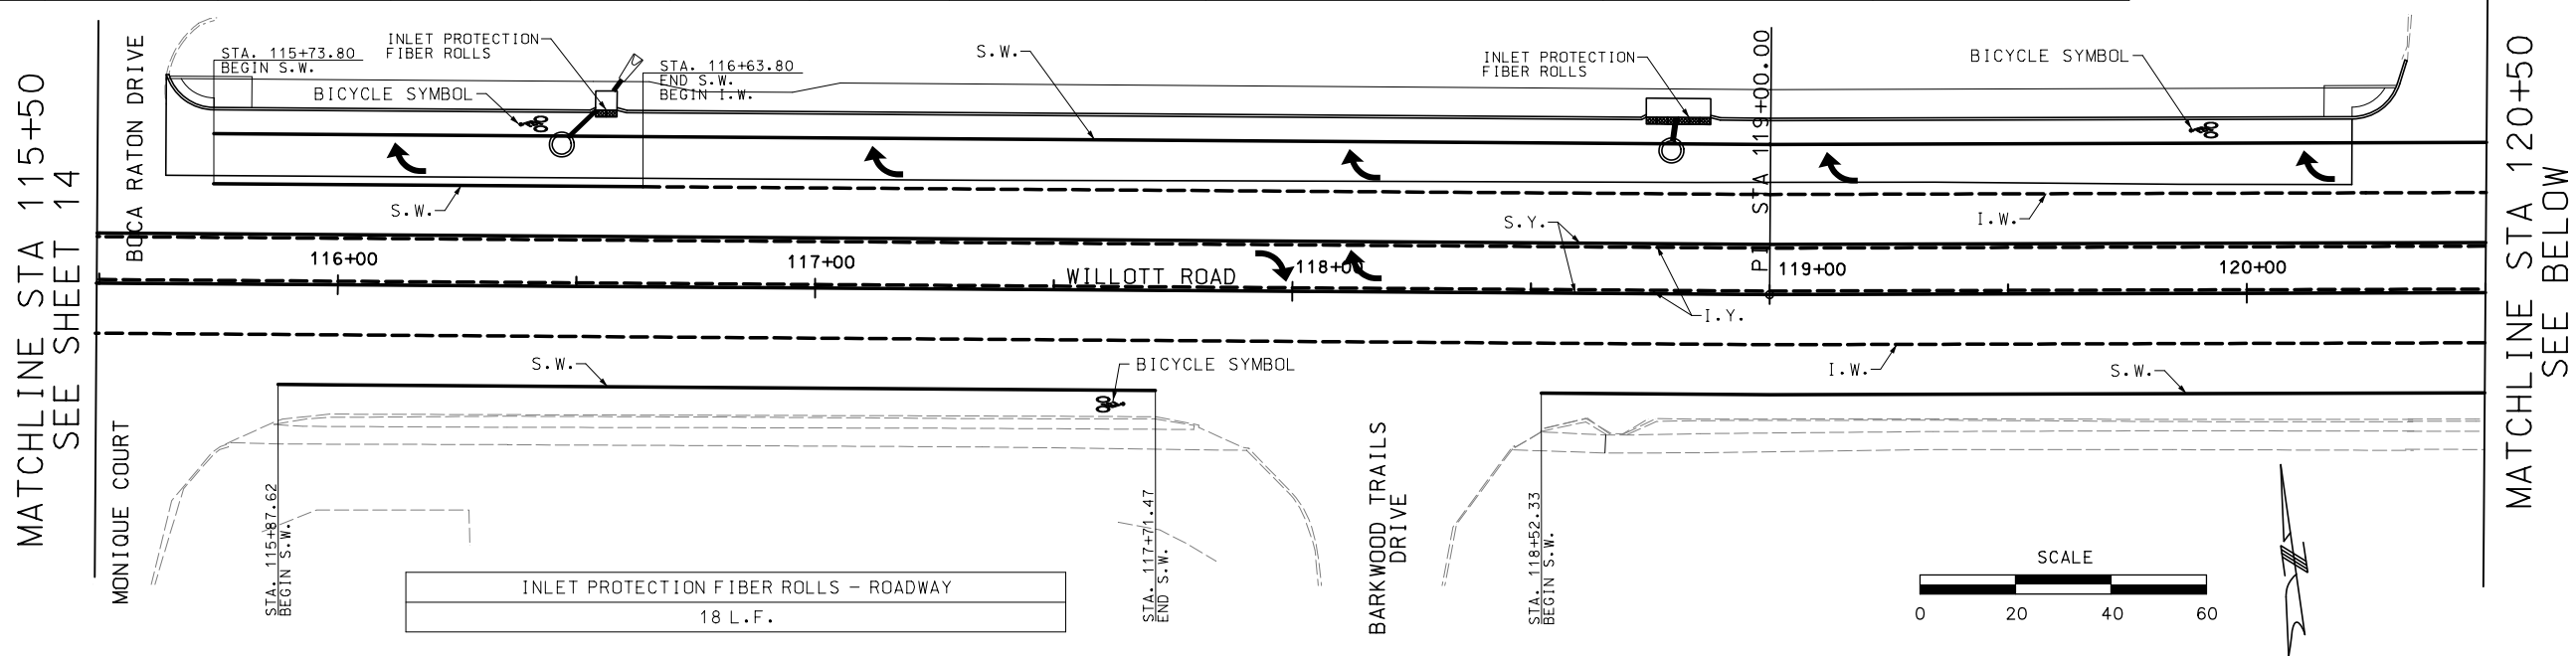 MATCHLINE STA 115+50
SEE SHEET 14
BOCA RATON DRIVE
STA. 115+73.80
BEGIN S.W.
INLET PROTECTION
FIBER ROLLS
BICYCLE SYMBOL
STA. 116+63.80
END S.W.
BEGIN I.W.
S.W.
INLET PROTECTION
FIBER ROLLS
PI STA 119+00.00
BICYCLE SYMBOL
MATCHLINE STA 120+50
SEE BELOW
S.W.
S.Y.
I.W.
116+00
117+00
WILLOTT ROAD
118+00
119+00
120+00
I.Y.
S.W.
BICYCLE SYMBOL
I.W.
S.W.
MONIQUE COURT
STA. 115+87.62
BEGIN S.W.
STA. 117+71.47
END S.W.
BARKWOOD TRAILS
DRIVE
STA. 118+52.33
BEGIN S.W.
INLET PROTECTION FIBER ROLLS - ROADWAY
18 L.F.
SCALE
0 20 40 60
N